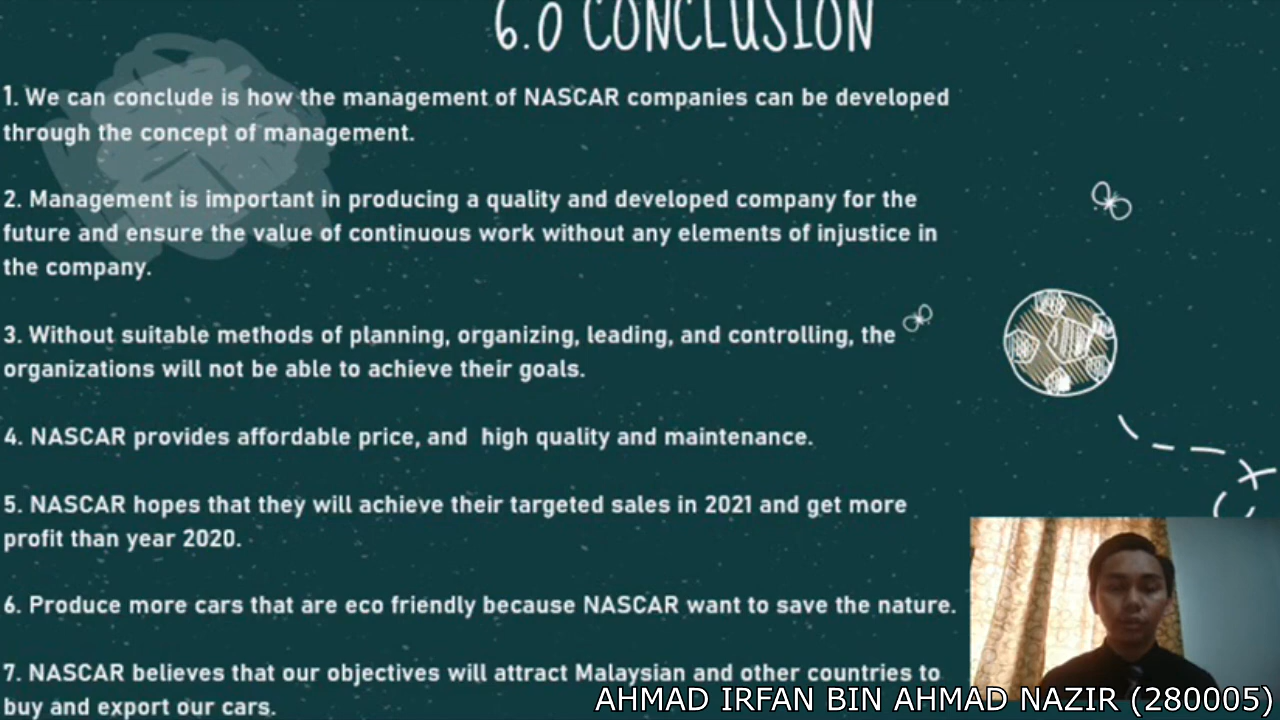 6.0 CONCLUSION
1. We can conclude is how the management of NASCAR companies can be developed
through the concept of management.
2. Management is important in producing a quality and developed company for the
future and ensure the value of continuous work without any elements of injustice in
the company.
3. Without suitable methods of planning, organizing, leading, and controlling, the
organizations will not be able to achieve their goals.
4. NASCAR provides affordable price, and  high quality and maintenance.
5. NASCAR hopes that they will achieve their targeted sales in 2021 and get more
profit than year 2020.
6. Produce more cars that are eco friendly because NASCAR want to save the nature.
7. NASCAR believes that our objectives will attract Malaysian and other countries to
buy and export our cars.
AHMAD IRFAN BIN AHMAD NAZIR (280005)